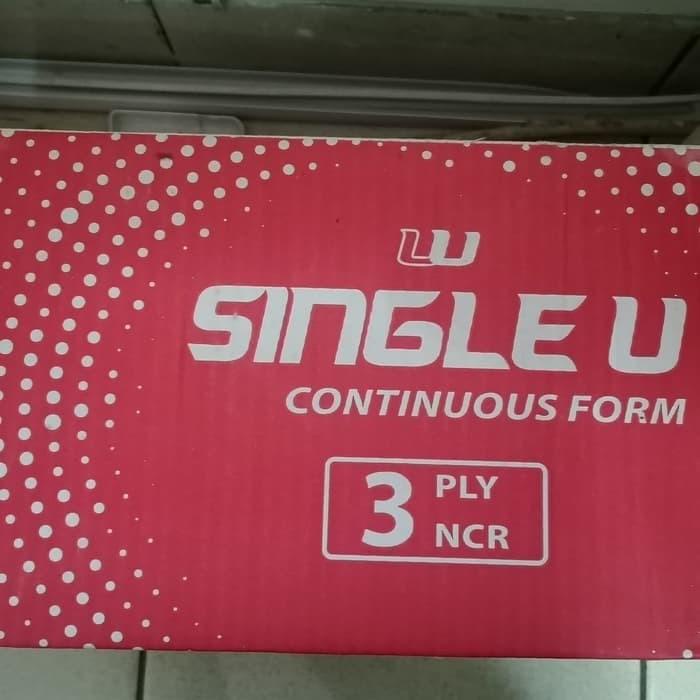 SINGLE U
CONTINUOUS FORM
3 PLY
NCR